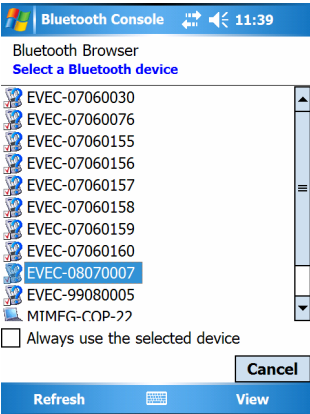 Bluetooth Console 11:39
Bluetooth Browser
Select a Bluetooth device
EVEC-07060030
EVEC-07060076
EVEC-07060155
EVEC-07060156
EVEC-07060157
EVEC-07060158
EVEC-07060159
EVEC-07060160
EVEC-08070007
EVEC-99080005
MIMFG-COP-22
Always use the selected device
Cancel
Refresh View